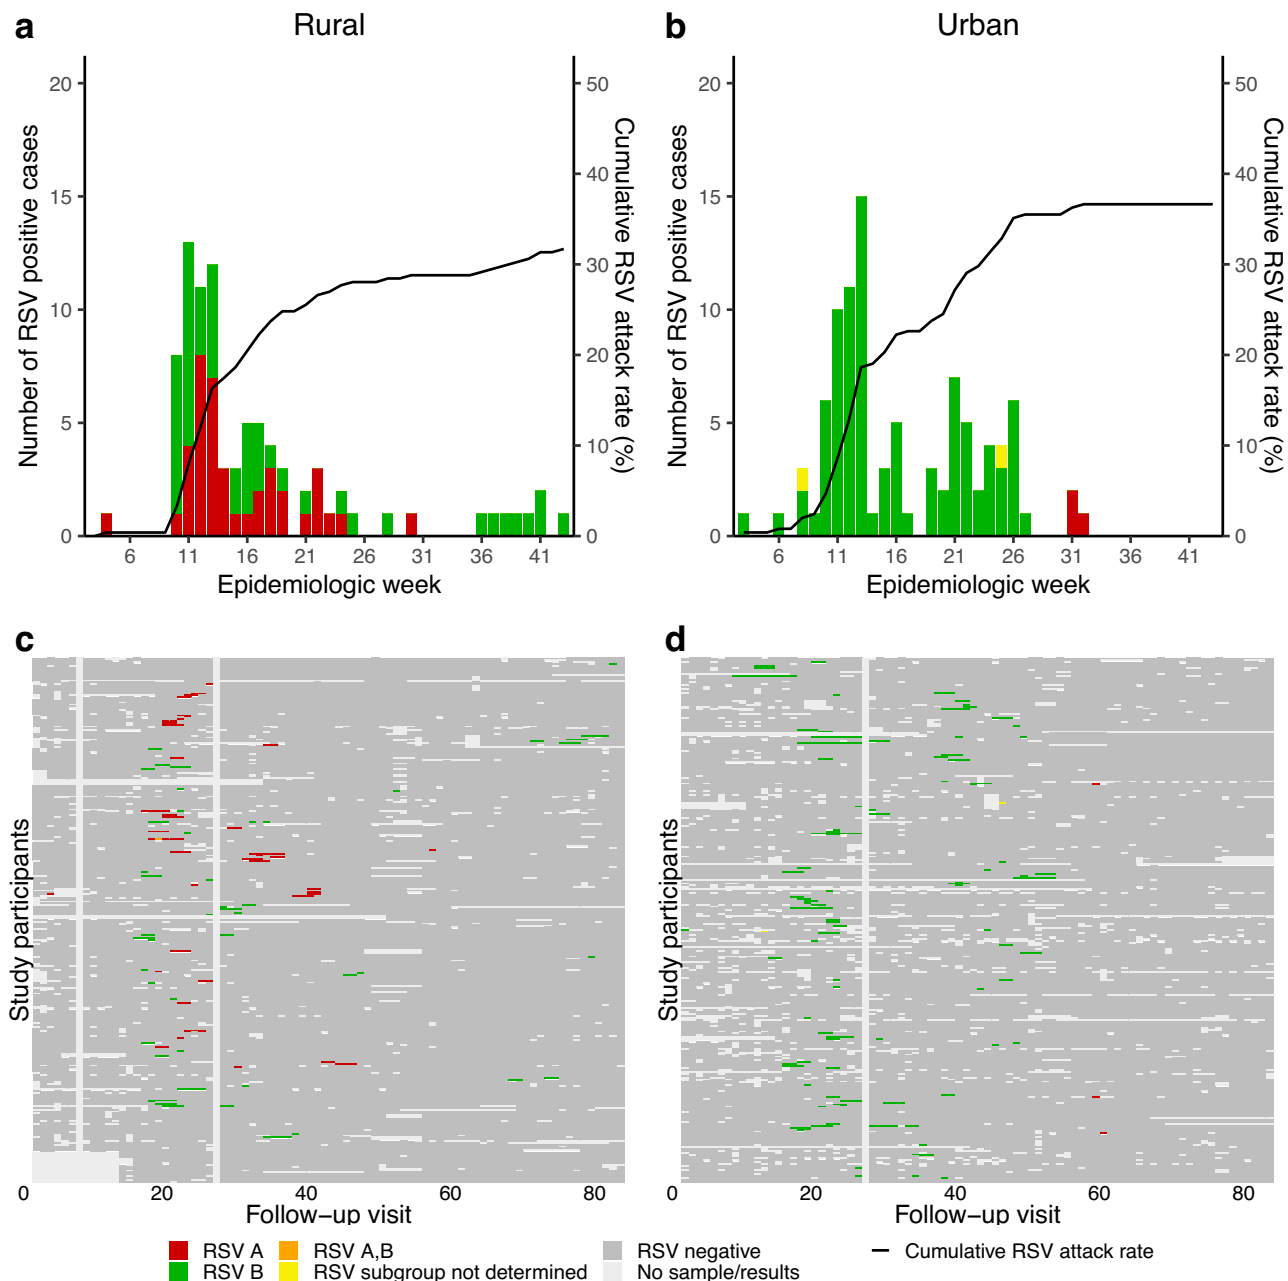 a Rural
b Urban
Number of RSV positive cases
20
15
10
5
0
50
40
30
20
10
0
Cumulative RSV attack rate (%)
6 11 16 21 26 31 36 41
Epidemiologic week
Number of RSV positive cases
20
15
10
5
0
50
40
30
20
10
0
Cumulative RSV attack rate (%)
6 11 16 21 26 31 36 41
Epidemiologic week
c
Study participants
0 20 40 60 80
Follow-up visit
d
Study participants
0 20 40 60 80
Follow-up visit
RSV A
RSV B
RSV A,B
RSV subgroup not determined
RSV negative
No sample/results
Cumulative RSV attack rate